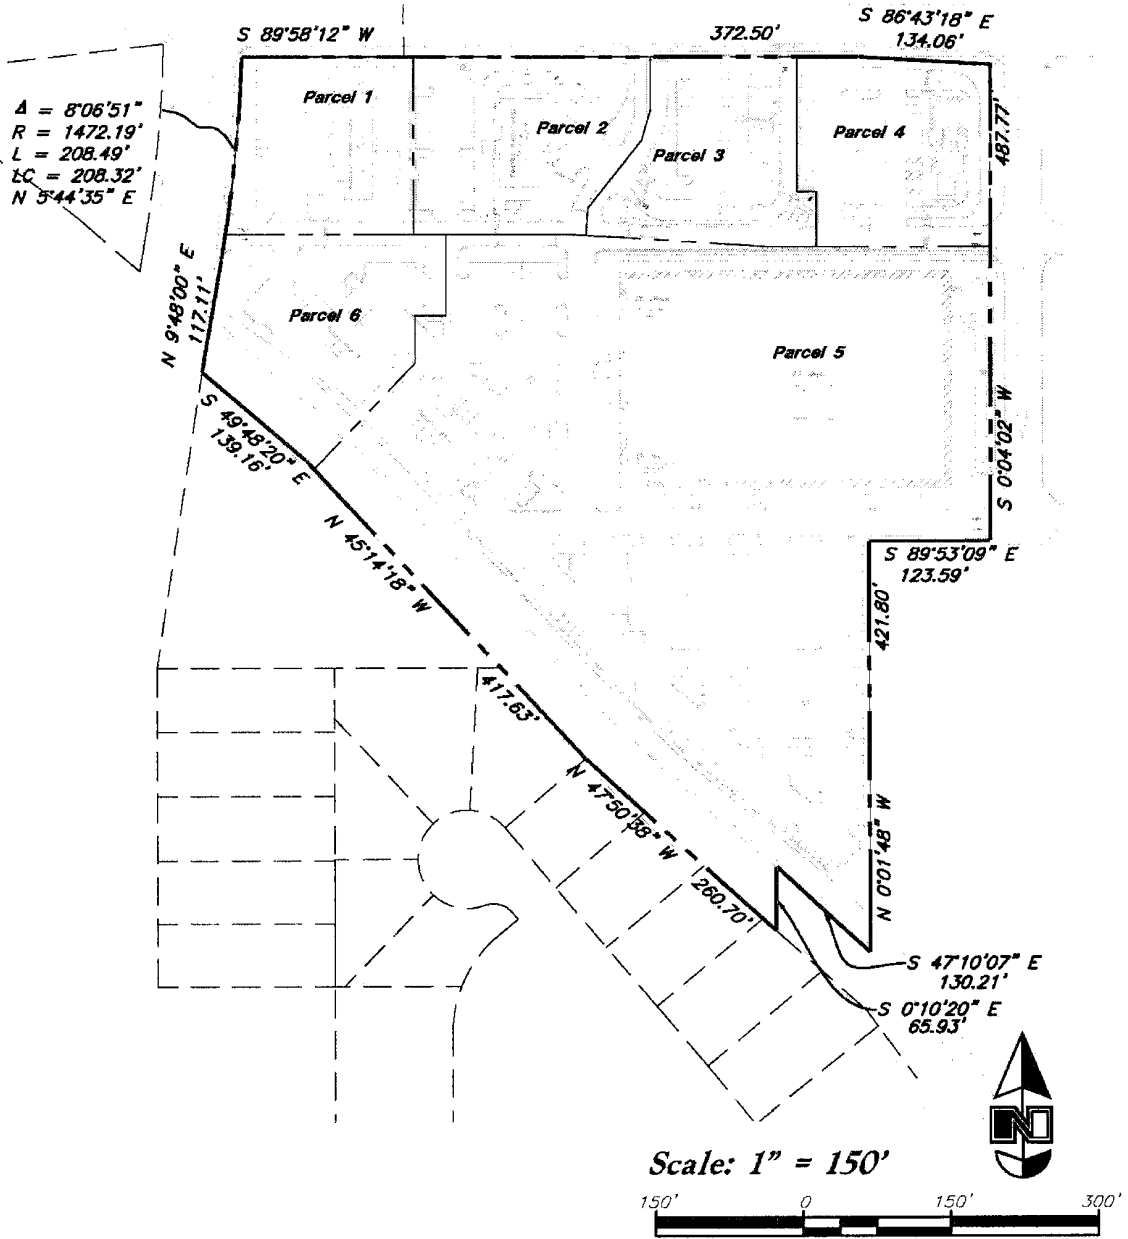 S 89°58'12" W
372.50'
S 86°43'18" E
134.06'
Δ = 8°06'51"
R = 1472.19'
L = 208.49'
LC = 208.32'
N 5°44'35" E
Parcel 1
Parcel 2
Parcel 3
Parcel 4
487.77'
N 9°48'00" E
117.11'
Parcel 6
Parcel 5
S 0°04'02" W
S 49°48'20" E
139.16'
N 45°14'18" W
417.63'
S 89°53'09" E
123.59'
421.80'
N 0°01'48" W
N 47°50'38" W
260.70'
S 47°10'07" E
130.21'
S 0°10'20" E
65.93'
N
Scale: 1" = 150'
150' 0 150' 300'